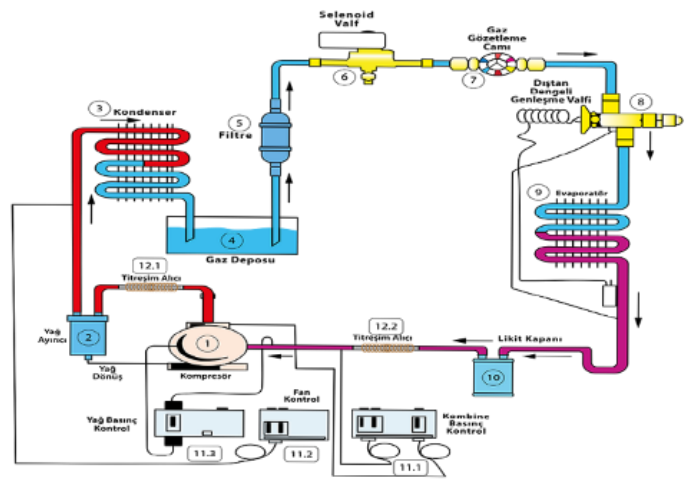 Selenoid
Valf
6
Gaz
Gözetleme
Camı
7
Dıştan
Dengeli
Genleşme Valfi
8
3
Kondenser
5
Filtre
9
Evaporatör
4
Gaz Deposu
12.1
Titreşim Alıcı
12.2
Titreşim Alıcı
Likit Kapanı
Yağ
Ayırıcı
2
1
10
Yağ
Dönüş
Kompresör
Fan
Kontrol
Yağ Basınç
Kontrol
Kombine
Basınç
Kontrol
11.3
11.2
11.1